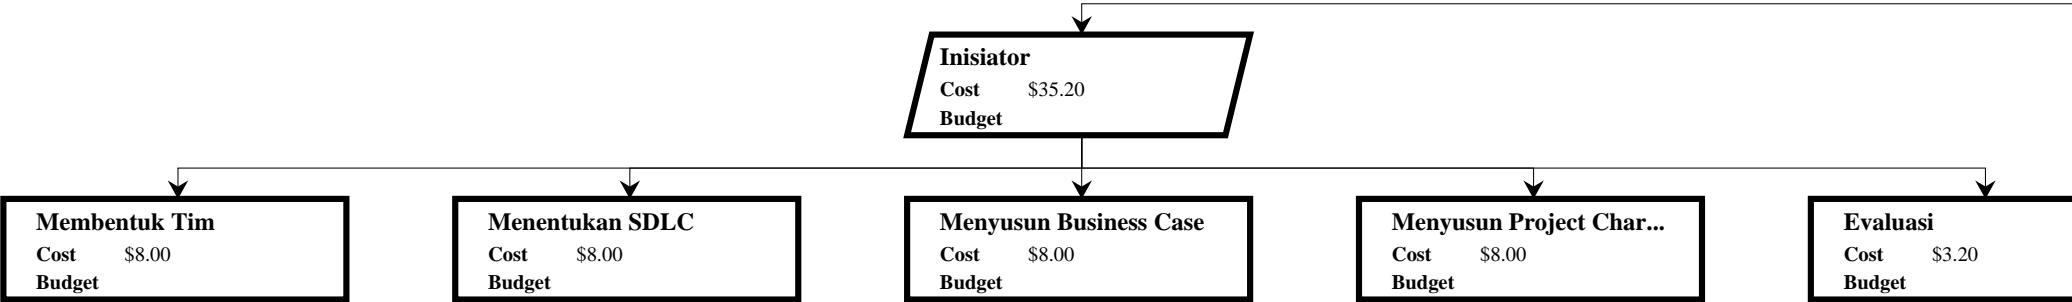 Inisiator
Cost $35.20
Budget
Membentuk Tim
Cost $8.00
Budget
Menentukan SDLC
Cost $8.00
Budget
Menyusun Business Case
Cost $8.00
Budget
Menyusun Project Char...
Cost $8.00
Budget
Evaluasi
Cost $3.20
Budget